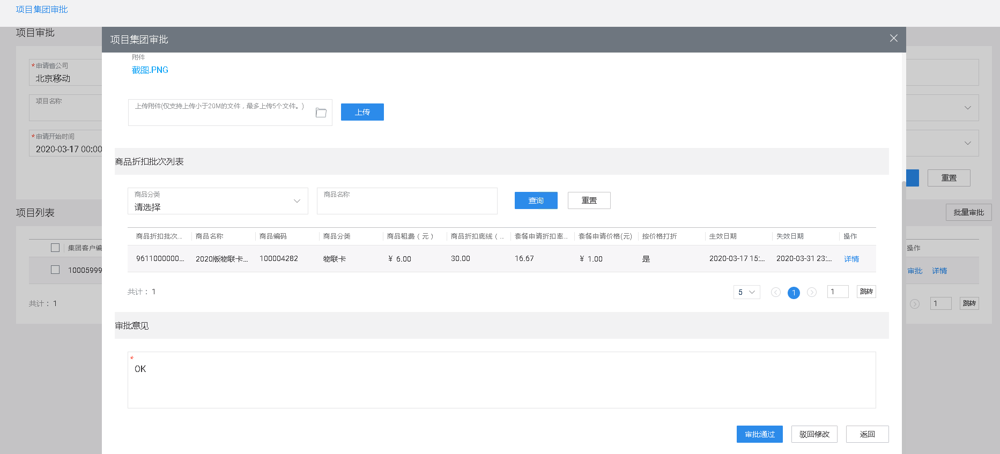 项目集团审批
项目审批
*申请省公司
北京移动
项目名称
*申请开始时间
2020-03-17 00:00
重置
项目列表
批量审批
集团客户编
操作
10005999
审批 详情
共计： 1
1 跳转
项目集团审批
附件
截图.PNG
上传附件(仅支持上传小于20M的文件，最多上传5个文件。)
上传
商品折扣批次列表
商品分类
请选择
商品名称
查询
重置
商品折扣批次... 商品名称 商品编码 商品分类 商品租费（元） 商品折扣底线（... 套餐申请折扣率... 套餐申请价格(元) 按价格打折 生效日期 失效日期 操作
9611000000... 2020版物联卡... 100004282 物联卡 ¥ 6.00 30.00 16.67 ¥ 1.00 是 2020-03-17 15:... 2020-03-31 23:... 详情
共计： 1
5 1 1 跳转
审批意见
*
OK
审批通过 驳回修改 返回